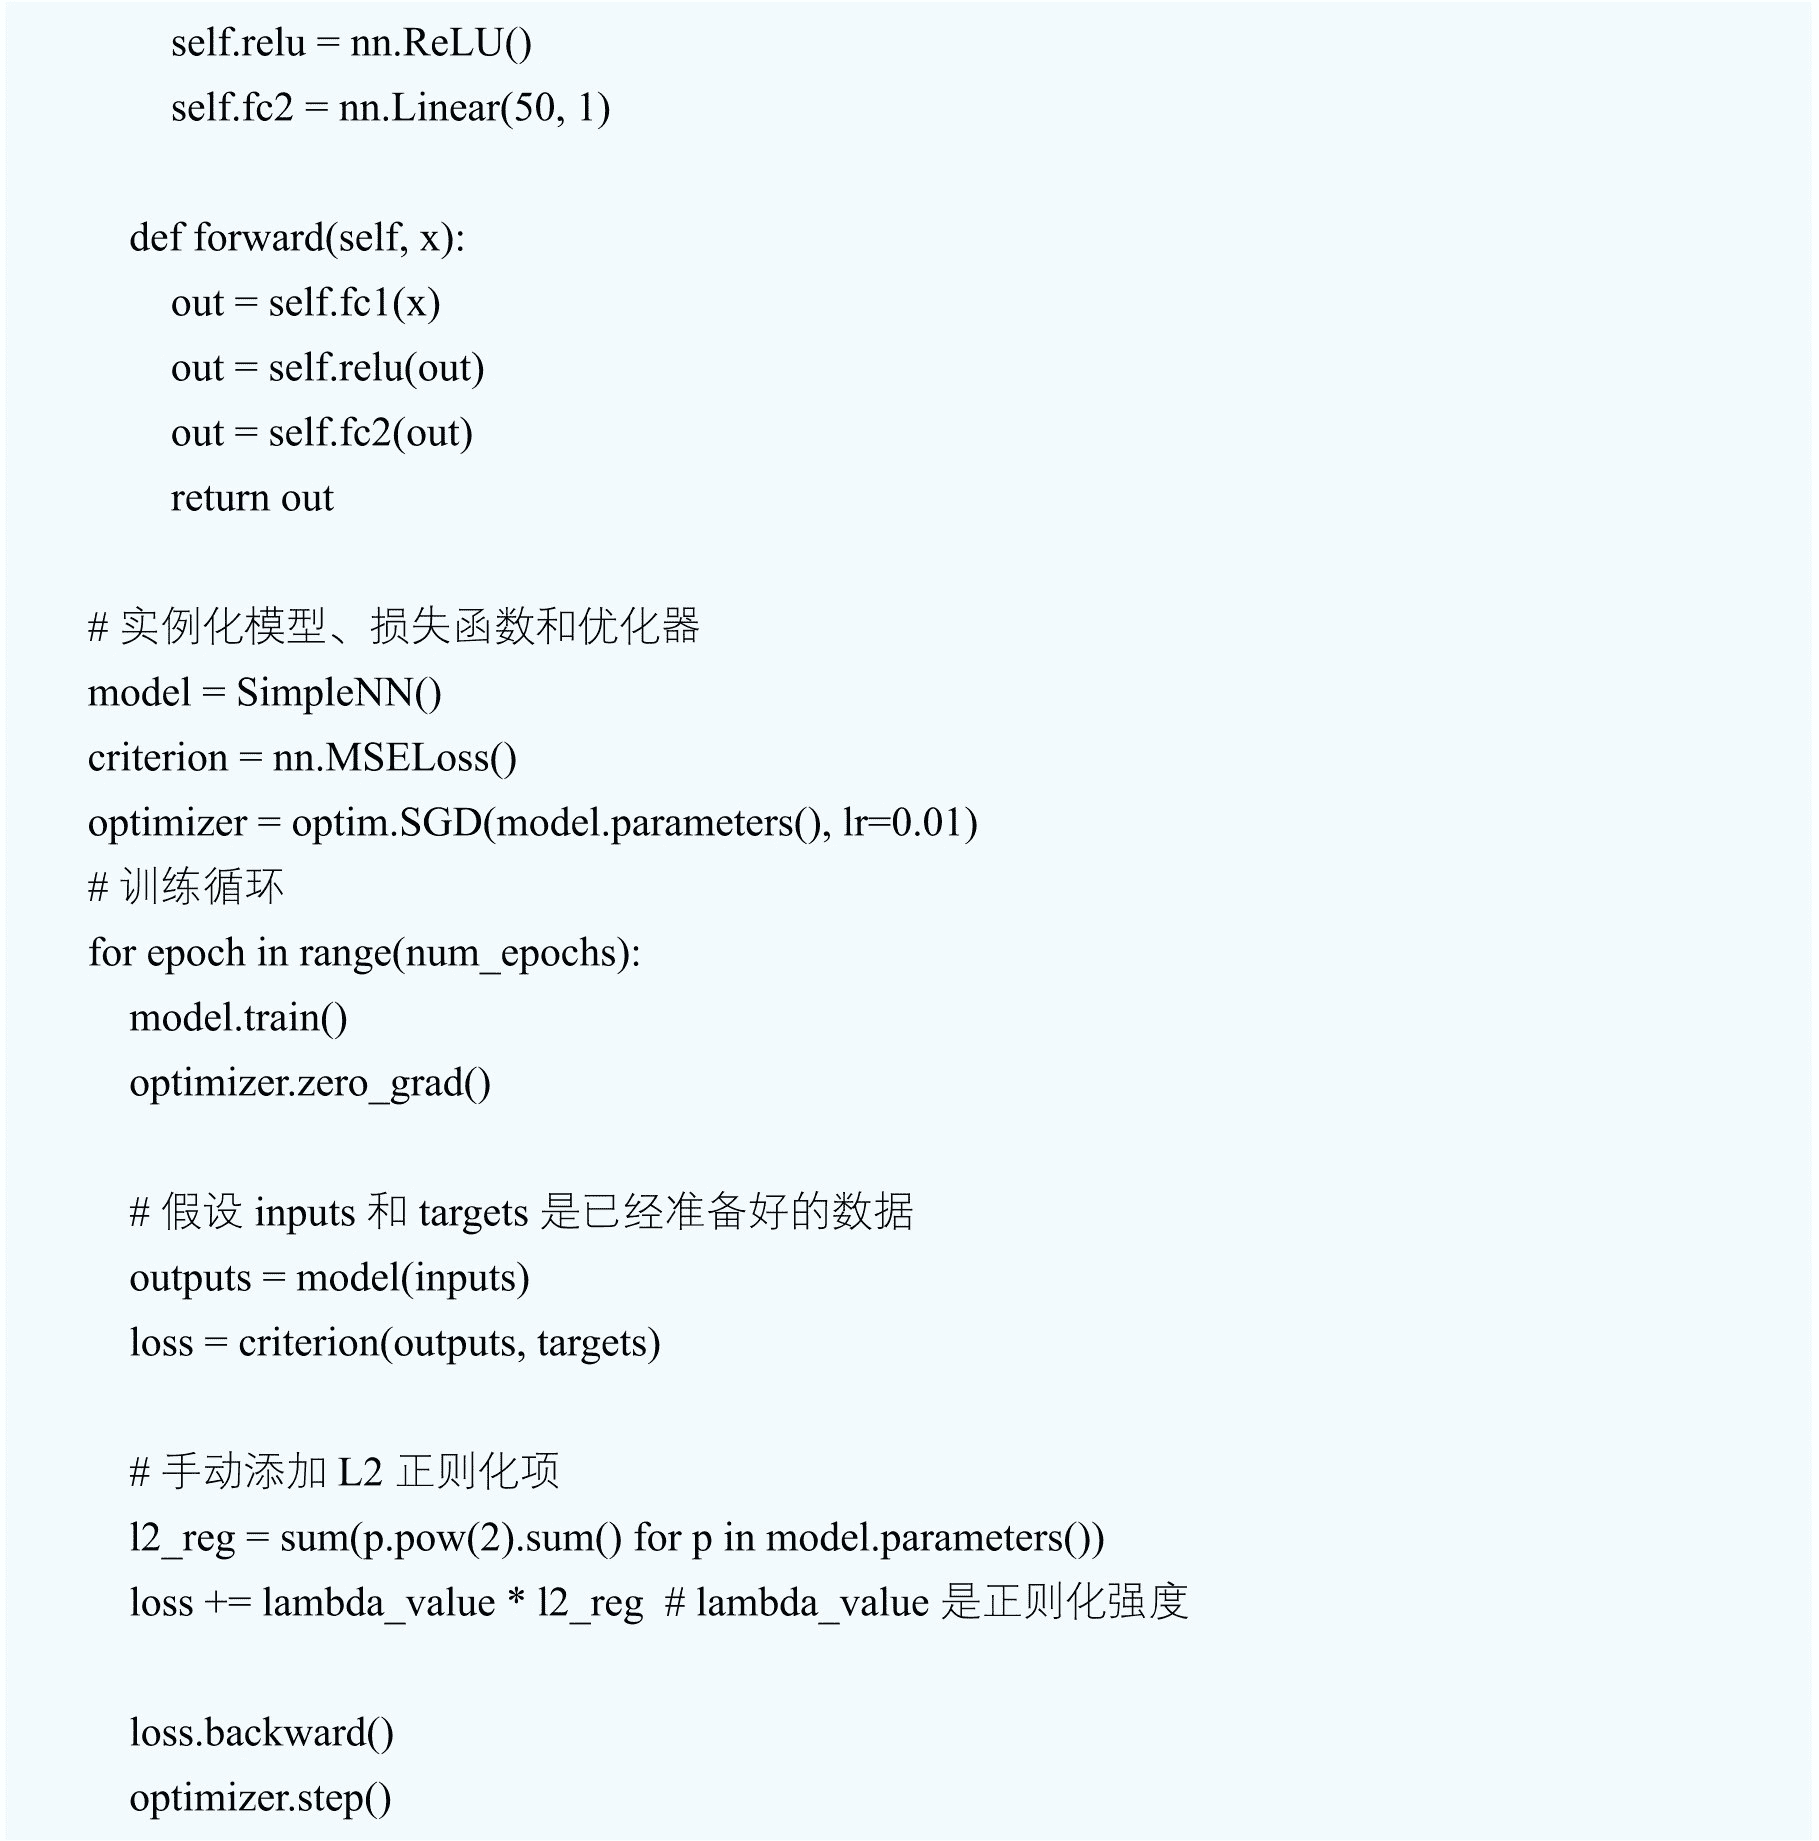 self.relu = nn.ReLU()
self.fc2 = nn.Linear(50, 1)
def forward(self, x):
out = self.fc1(x)
out = self.relu(out)
out = self.fc2(out)
return out
# 实例化模型、损失函数和优化器
model = SimpleNN()
criterion = nn.MSELoss()
optimizer = optim.SGD(model.parameters(), lr=0.01)
# 训练循环
for epoch in range(num_epochs):
model.train()
optimizer.zero_grad()
# 假设 inputs 和 targets 是已经准备好的数据
outputs = model(inputs)
loss = criterion(outputs, targets)
# 手动添加 L2 正则化项
l2_reg = sum(p.pow(2).sum() for p in model.parameters())
loss += lambda_value * l2_reg  # lambda_value 是正则化强度
loss.backward()
optimizer.step()